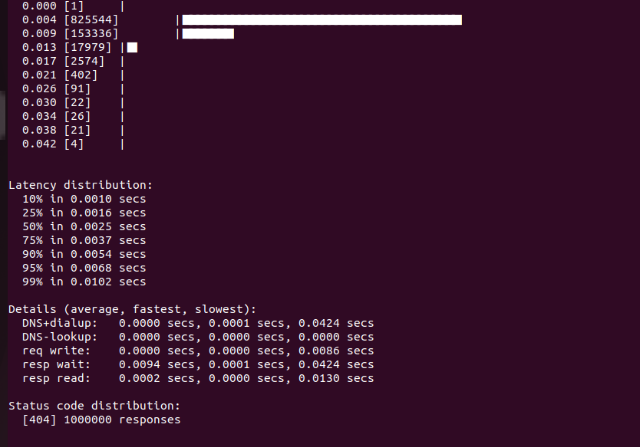 0.000 [1] |
0.004 [825544] |
0.009 [153336] |
0.013 [17979] |
0.017 [2574] |
0.021 [402] |
0.026 [91] |
0.030 [22] |
0.034 [26] |
0.038 [21] |
0.042 [4] |
Latency distribution:
10% in 0.0010 secs
25% in 0.0016 secs
50% in 0.0025 secs
75% in 0.0037 secs
90% in 0.0054 secs
95% in 0.0068 secs
99% in 0.0102 secs
Details (average, fastest, slowest):
DNS+dialup: 0.0000 secs, 0.0001 secs, 0.0424 secs
DNS-lookup: 0.0000 secs, 0.0000 secs, 0.0000 secs
req write: 0.0000 secs, 0.0000 secs, 0.0086 secs
resp wait: 0.0094 secs, 0.0001 secs, 0.0424 secs
resp read: 0.0002 secs, 0.0000 secs, 0.0130 secs
Status code distribution:
[404] 1000000 responses